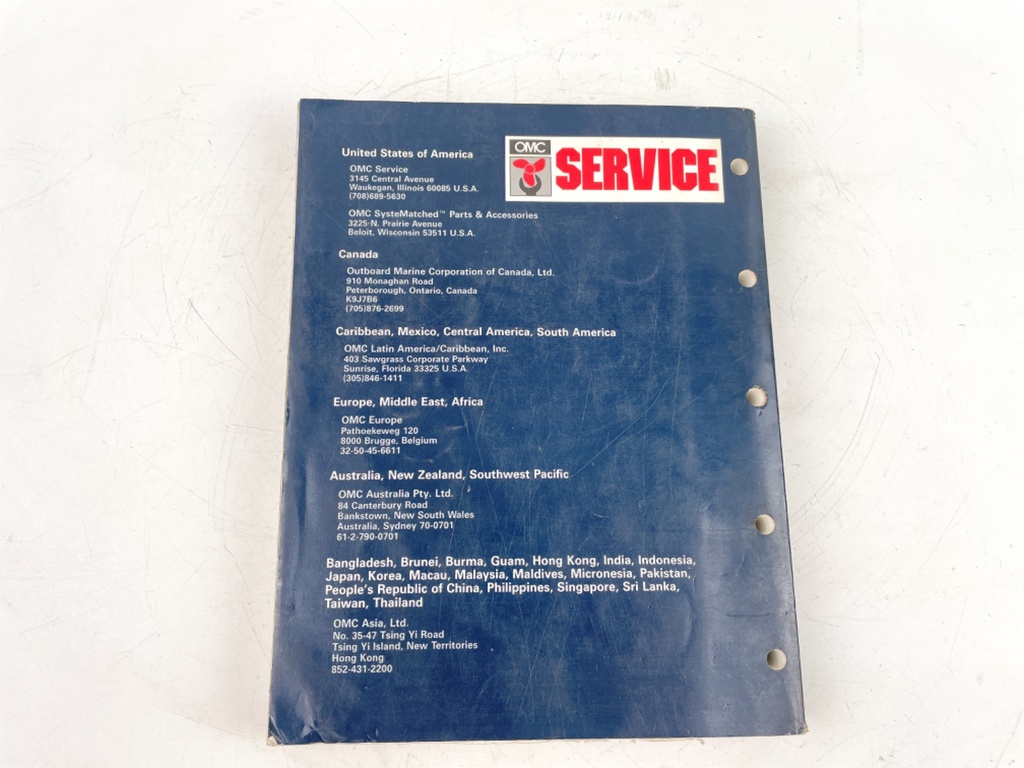 OMC
SERVICE
United States of America
OMC Service
3145 Central Avenue
Waukegan, Illinois 60085 U.S.A.
(708)689-5630
OMC SysteMatched™ Parts & Accessories
3225-N. Prairie Avenue
Beloit, Wisconsin 53511 U.S.A.
Canada
Outboard Marine Corporation of Canada, Ltd.
910 Monaghan Road
Peterborough, Ontario, Canada
K9J7B6
(705)876-2699
Caribbean, Mexico, Central America, South America
OMC Latin America/Caribbean, Inc.
403 Sawgrass Corporate Parkway
Sunrise, Florida 33325 U.S.A.
(305)846-1411
Europe, Middle East, Africa
OMC Europe
Pathoekeweg 120
8000 Brugge, Belgium
32-50-45-6611
Australia, New Zealand, Southwest Pacific
OMC Australia Pty. Ltd.
84 Canterbury Road
Bankstown, New South Wales
Australia, Sydney 70-0701
61-2-790-0701
Bangladesh, Brunei, Burma, Guam, Hong Kong, India, Indonesia,
Japan, Korea, Macau, Malaysia, Maldives, Micronesia, Pakistan,
People's Republic of China, Philippines, Singapore, Sri Lanka,
Taiwan, Thailand
OMC Asia, Ltd.
No. 35-47 Tsing Yi Road
Tsing Yi Island, New Territories
Hong Kong
852-431-2200